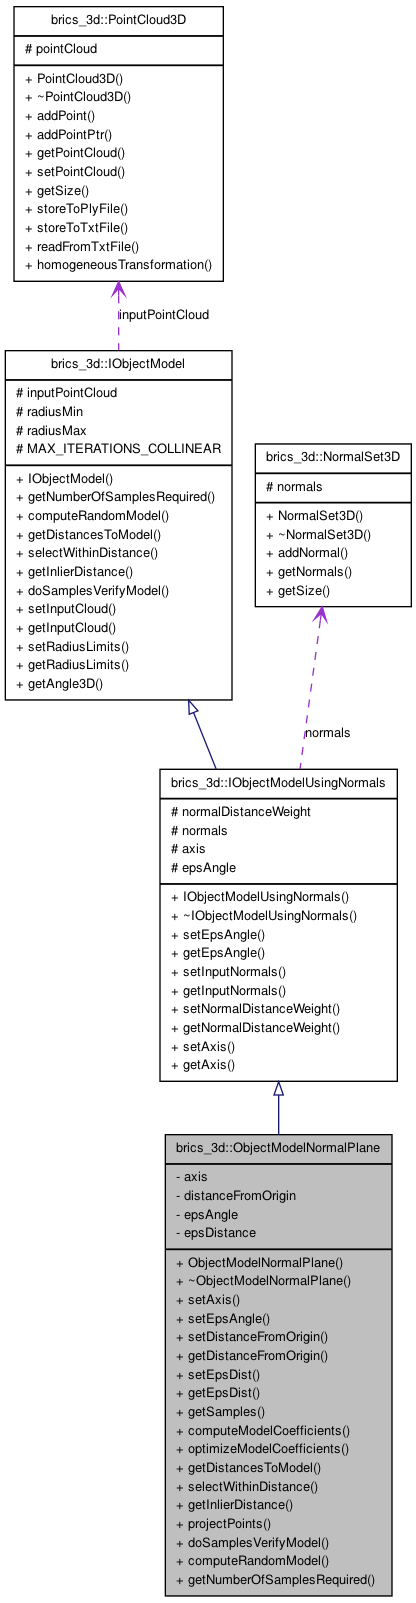 brics_3d::PointCloud3D
# pointCloud
+ PointCloud3D()
+ ~PointCloud3D()
+ addPoint()
+ addPointPtr()
+ getPointCloud()
+ setPointCloud()
+ getSize()
+ storeToPlyFile()
+ storeToTxtFile()
+ readFromTxtFile()
+ homogeneousTransformation()
inputPointCloud
brics_3d::IObjectModel
# inputPointCloud
# radiusMin
# radiusMax
# MAX_ITERATIONS_COLLINEAR
+ IObjectModel()
+ getNumberOfSamplesRequired()
+ computeRandomModel()
+ getDistancesToModel()
+ selectWithinDistance()
+ getInlierDistance()
+ doSamplesVerifyModel()
+ setInputCloud()
+ getInputCloud()
+ setRadiusLimits()
+ getRadiusLimits()
+ getAngle3D()
brics_3d::NormalSet3D
# normals
+ NormalSet3D()
+ ~NormalSet3D()
+ addNormal()
+ getNormals()
+ getSize()
normals
brics_3d::IObjectModelUsingNormals
# normalDistanceWeight
# normals
# axis
# epsAngle
+ IObjectModelUsingNormals()
+ ~IObjectModelUsingNormals()
+ setEpsAngle()
+ getEpsAngle()
+ setInputNormals()
+ getInputNormals()
+ setNormalDistanceWeight()
+ getNormalDistanceWeight()
+ setAxis()
+ getAxis()
brics_3d::ObjectModelNormalPlane
- axis
- distanceFromOrigin
- epsAngle
- epsDistance
+ ObjectModelNormalPlane()
+ ~ObjectModelNormalPlane()
+ setAxis()
+ setEpsAngle()
+ setDistanceFromOrigin()
+ getDistanceFromOrigin()
+ setEpsDist()
+ getEpsDist()
+ getSamples()
+ computeModelCoefficients()
+ optimizeModelCoefficients()
+ getDistancesToModel()
+ selectWithinDistance()
+ getInlierDistance()
+ projectPoints()
+ doSamplesVerifyModel()
+ computeRandomModel()
+ getNumberOfSamplesRequired()